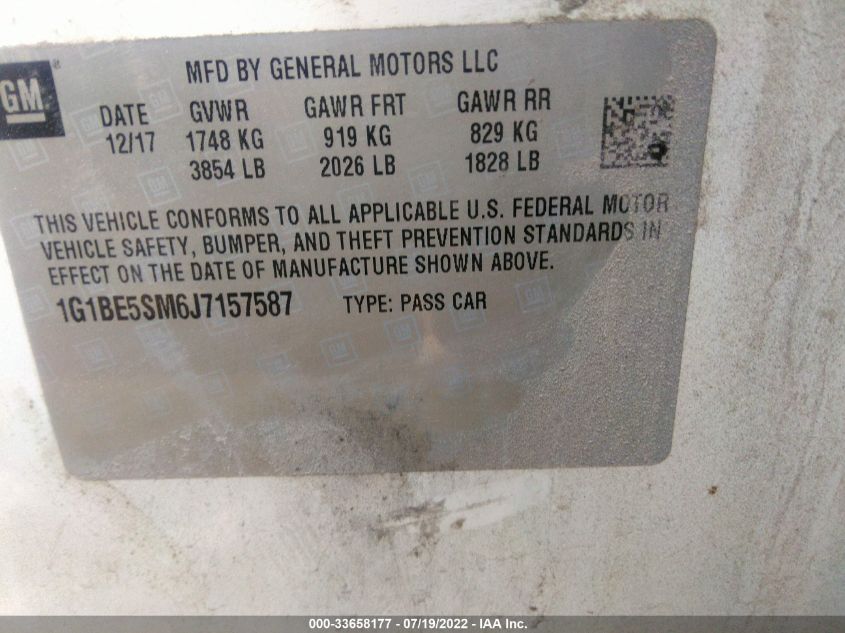 GM
MFD BY GENERAL MOTORS LLC
DATE GVWR GAWR FRT GAWR RR
12/17 1748 KG 919 KG 829 KG
3854 LB 2026 LB 1828 LB
THIS VEHICLE CONFORMS TO ALL APPLICABLE U.S. FEDERAL MOTOR
VEHICLE SAFETY, BUMPER, AND THEFT PREVENTION STANDARDS IN
EFFECT ON THE DATE OF MANUFACTURE SHOWN ABOVE.
1G1BE5SM6J7157587 TYPE: PASS CAR
000-33658177 - 07/19/2022 - IAA Inc.